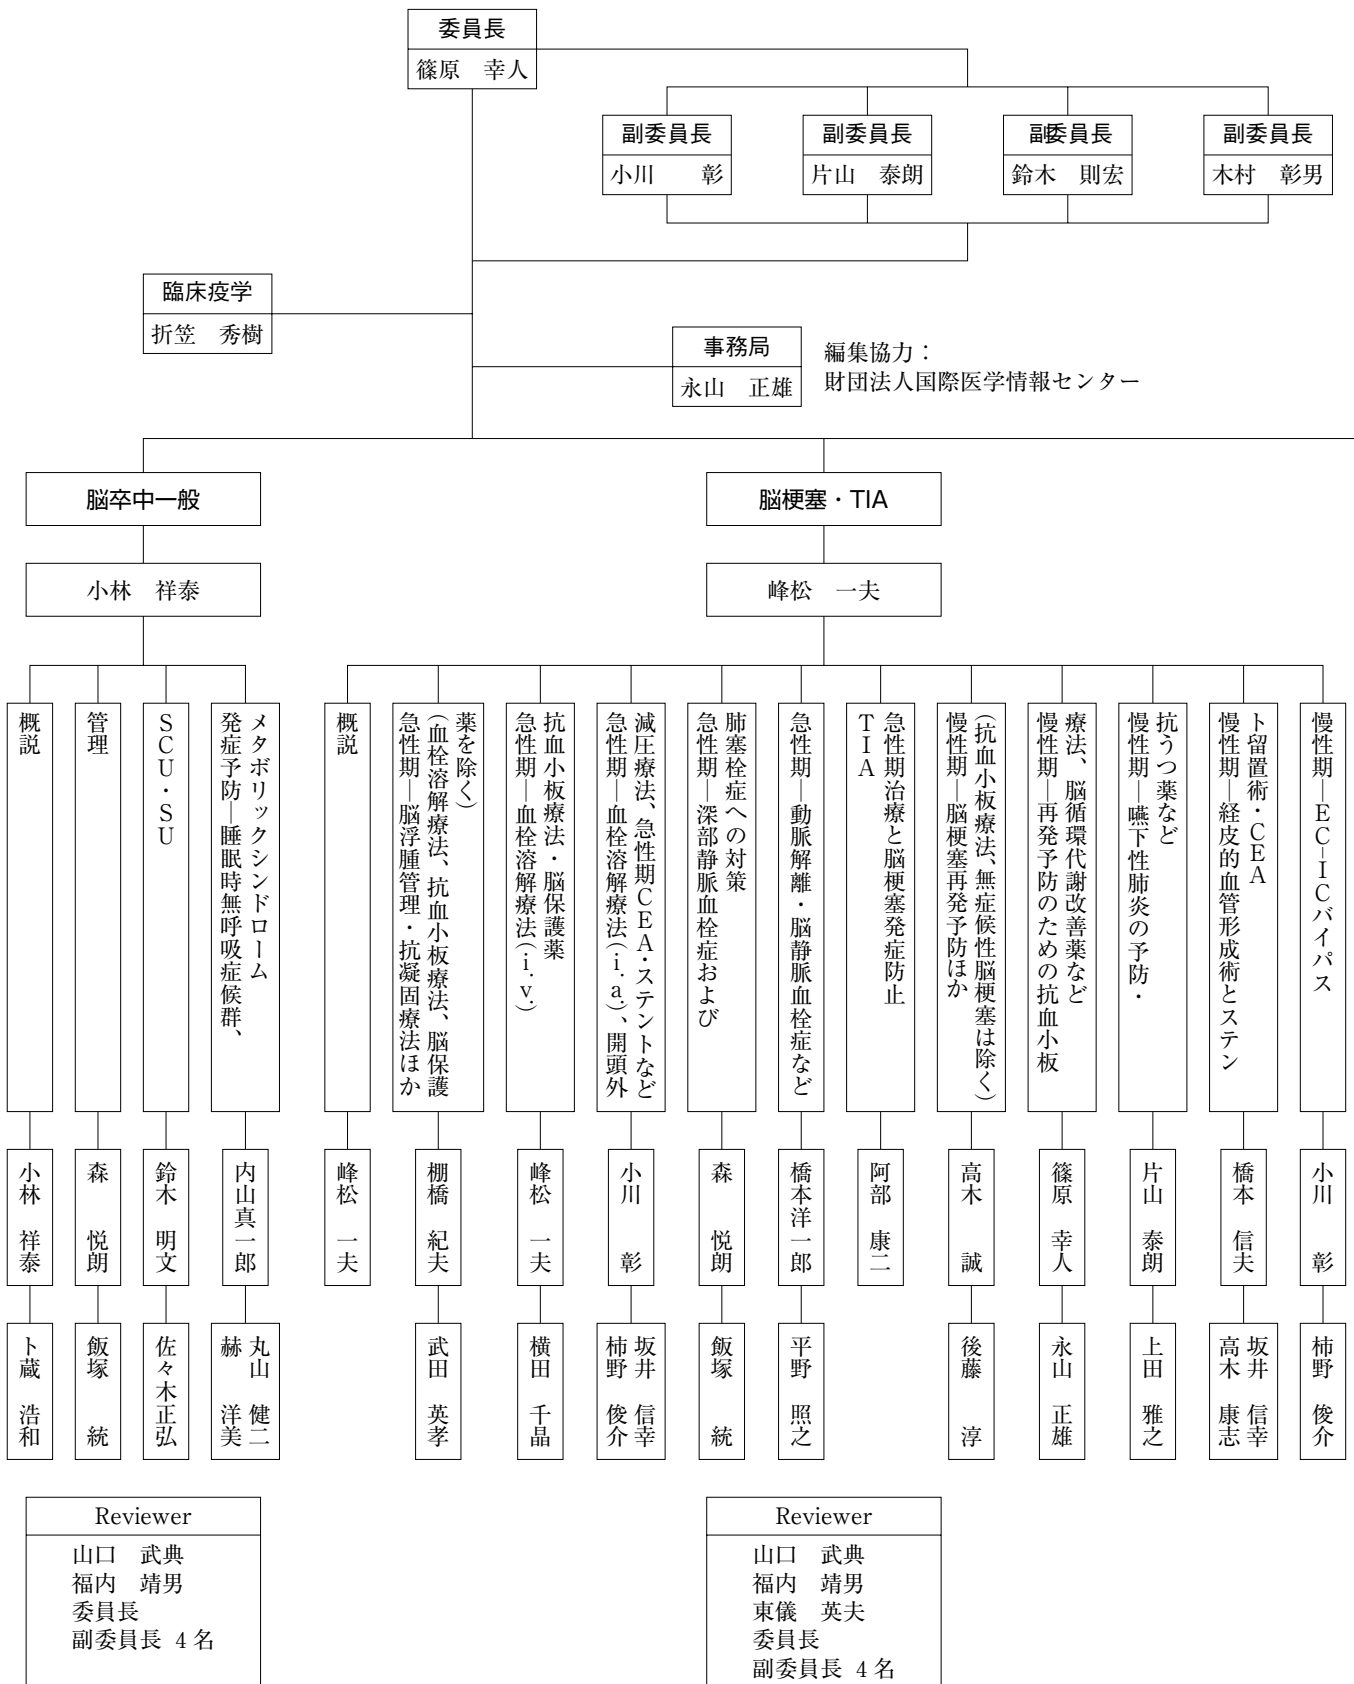 委員長
篠原　幸人
副委員長
小川　　彰
副委員長
片山　泰朗
副委員長
鈴木　則宏
副委員長
木村　彰男
臨床疫学
折笠　秀樹
事務局
永山　正雄
編集協力：
財団法人国際医学情報センター
脳卒中一般
小林　祥泰
脳梗塞・TIA
峰松　一夫
概説
管理
SCU・SU
発症予防―睡眠時無呼吸症候群、
メタボリックシンドローム
概説
急性期―脳浮腫管理・抗凝固療法ほか
（血栓溶解療法、抗血小板療法、脳保護
薬を除く）
急性期―血栓溶解療法（i.v.）
抗血小板療法・脳保護薬
急性期―血栓溶解療法（i.a.）、開頭外
減圧療法、急性期CEA・ステントなど
急性期―深部静脈血栓症および
肺塞栓症への対策
急性期―動脈解離・脳静脈血栓症など
TIA
急性期治療と脳梗塞発症防止
慢性期―脳梗塞再発予防ほか
（抗血小板療法、無症候性脳梗塞は除く）
慢性期―再発予防のための抗血小板
療法、脳循環代謝改善薬など
慢性期―嚥下性肺炎の予防・
抗うつ薬など
慢性期―経皮的血管形成術とステン
ト留置術・CEA
慢性期―EC–ICバイパス
小林　祥泰
森　　悦朗
鈴木　明文
内山真一郎
峰松　一夫
棚橋　紀夫
峰松　一夫
小川　　彰
森　　悦朗
橋本洋一郎
阿部　康二
高木　　誠
篠原　幸人
片山　泰朗
橋本　信夫
小川　　彰
卜蔵　浩和
飯塚　　統
佐々木正弘
丸山　健二
赫　　洋美
武田　英孝
横田　千晶
坂井　信幸
柿野　俊介
飯塚　　統
平野　照之
後藤　　淳
永山　正雄
上田　雅之
坂井　信幸
高木　康志
柿野　俊介
Reviewer
山口　武典
福内　靖男
委員長
副委員長 4名
Reviewer
山口　武典
福内　靖男
東儀　英夫
委員長
副委員長 4名